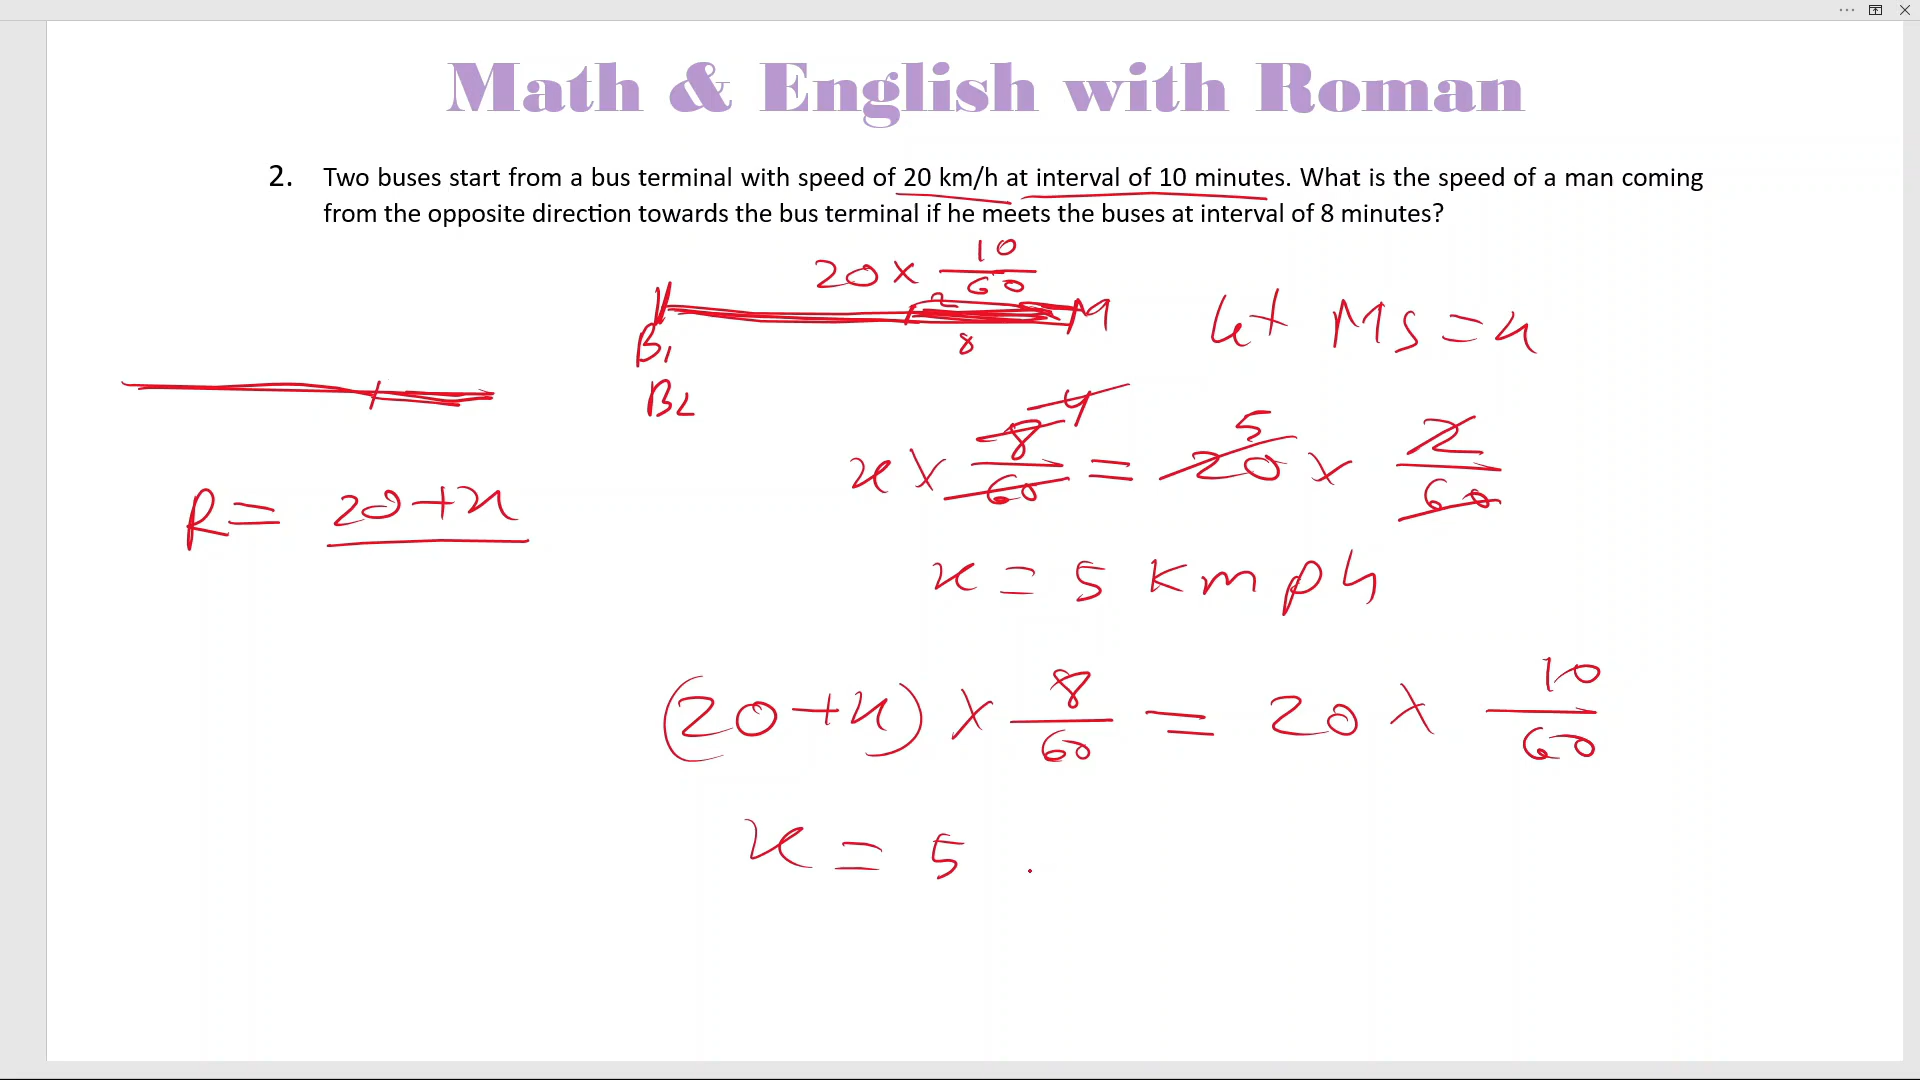 Math & English with Roman
2. Two buses start from a bus terminal with speed of 20 km/h at interval of 10 minutes. What is the speed of a man coming
from the opposite direction towards the bus terminal if he meets the buses at interval of 8 minutes?
20 × 10/60
2
M
8
B1
B2
let MS = x
x × 8/60 = 20 × 2/60
4
5
R = 20 + x
x = 5 kmph
(20 + x) × 8/60 = 20 × 10/60
x = 5